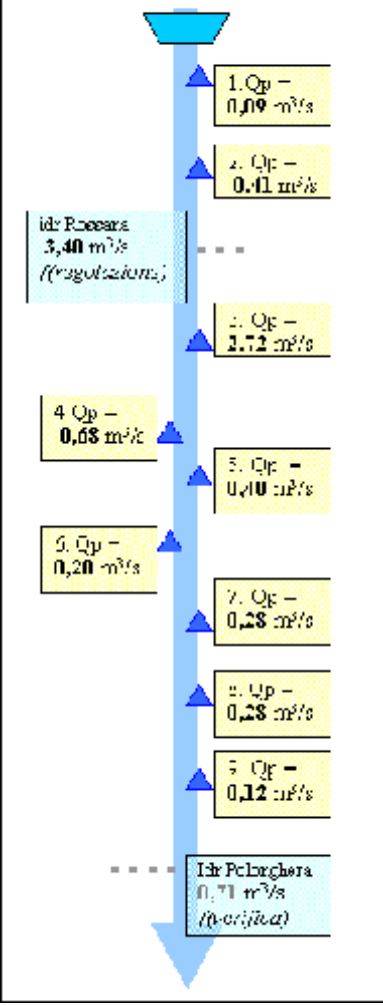 1. Qp =
0,09 m³/s
2. Qp =
0,41 m³/s
idr Rossana
3,40 m³/s
/(regolazione)
3. Qp =
2,72 m³/s
4 Qp =
0,68 m³/s
5. Qp =
0,40 m³/s
6. Qp =
0,20 m³/s
7. Qp =
0,28 m³/s
8. Qp =
0,28 m³/s
9. Qp =
0,12 m³/s
Idr Polonghera
0,71 m³/s
/(verifica)